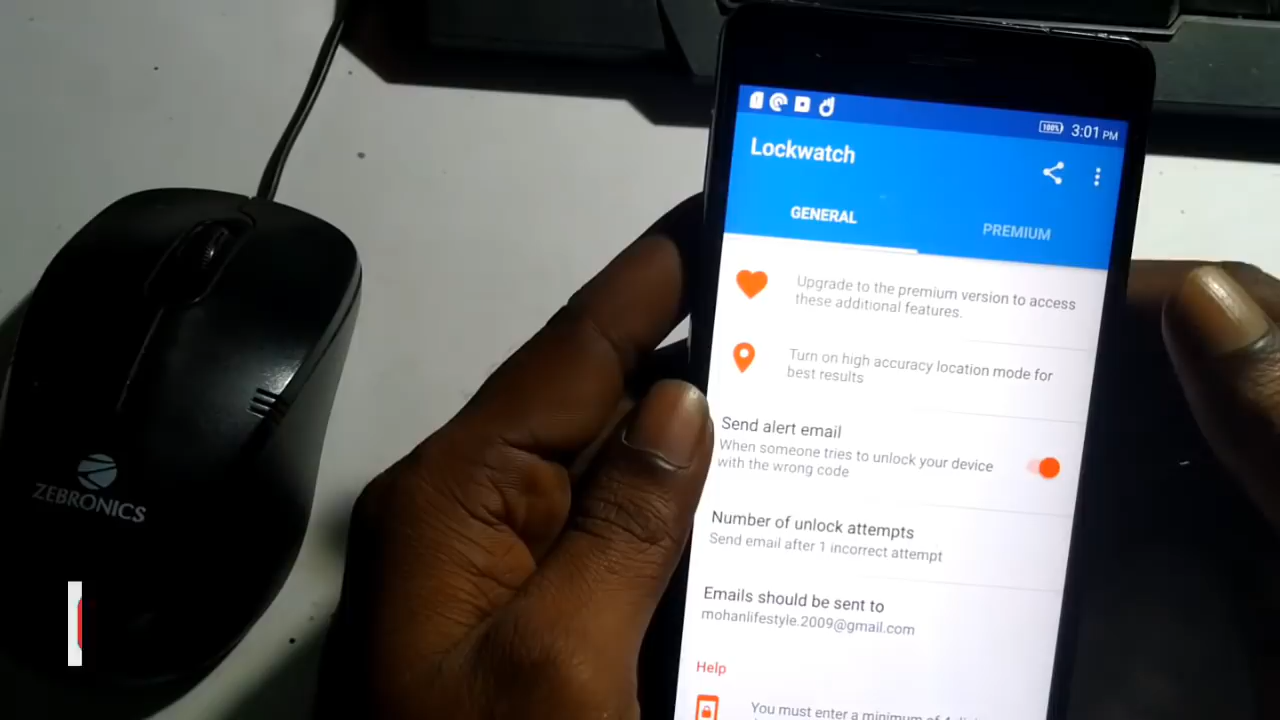 100%
3:01 PM
Lockwatch
GENERAL
PREMIUM
Upgrade to the premium version to access
these additional features.
Turn on high accuracy location mode for
best results
Send alert email
When someone tries to unlock your device
with the wrong code
Number of unlock attempts
Send email after 1 incorrect attempt
Emails should be sent to
mohanlifestyle.2009@gmail.com
Help
You must enter a minimum of 4
ZEBRONICS